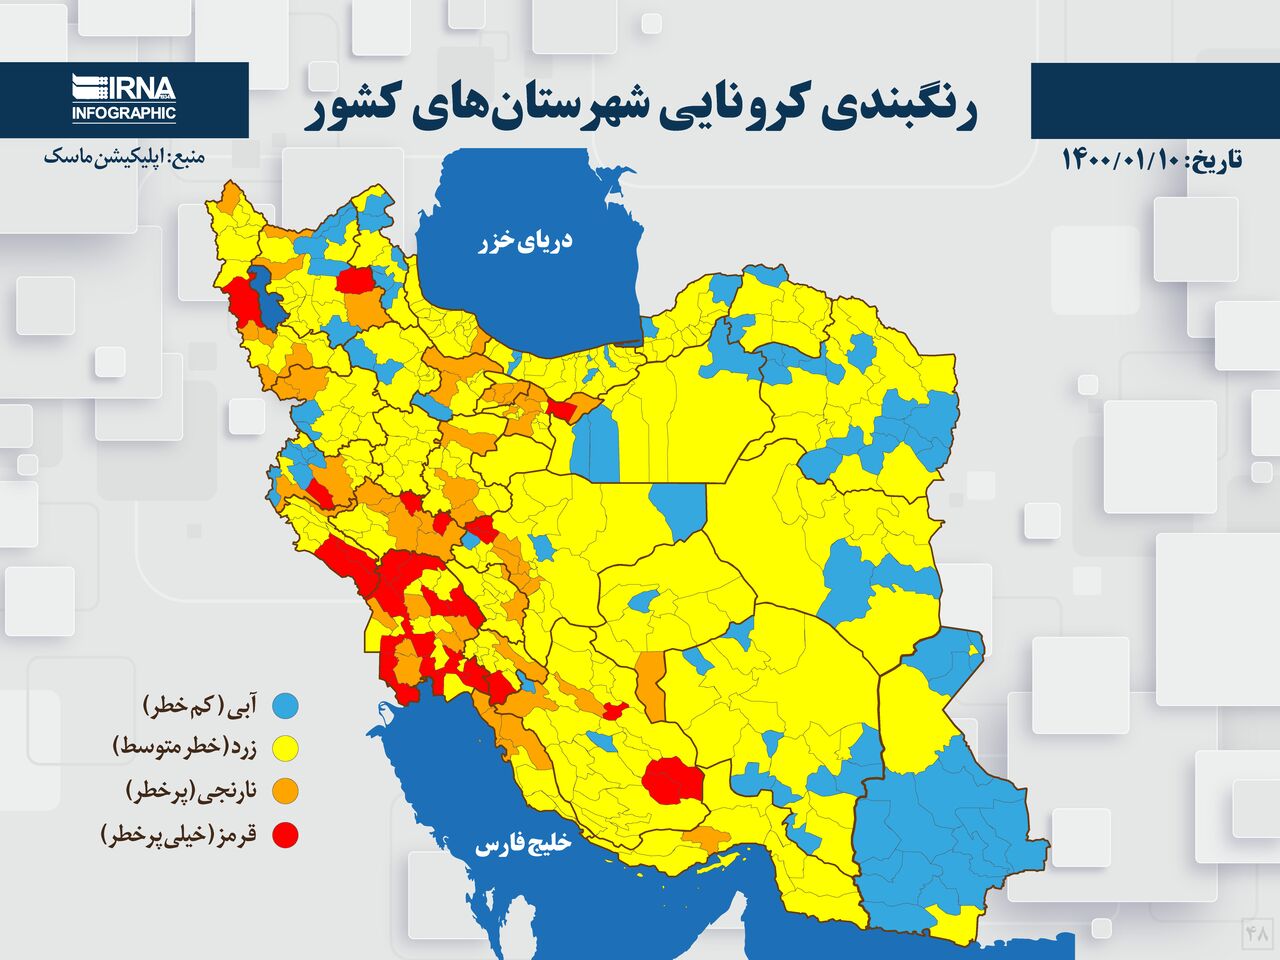 رنگبندی کرونایی شهرستان‌های کشور
IRNA
INFOGRAPHIC
تاریخ: ۱۴۰۰/۰۱/۱۰
منبع: اپلیکیشن ماسک
دریای خزر
آبی (کم خطر)
زرد (خطر متوسط)
نارنجی (پرخطر)
قرمز (خیلی پرخطر)
خلیج فارس
۴۸